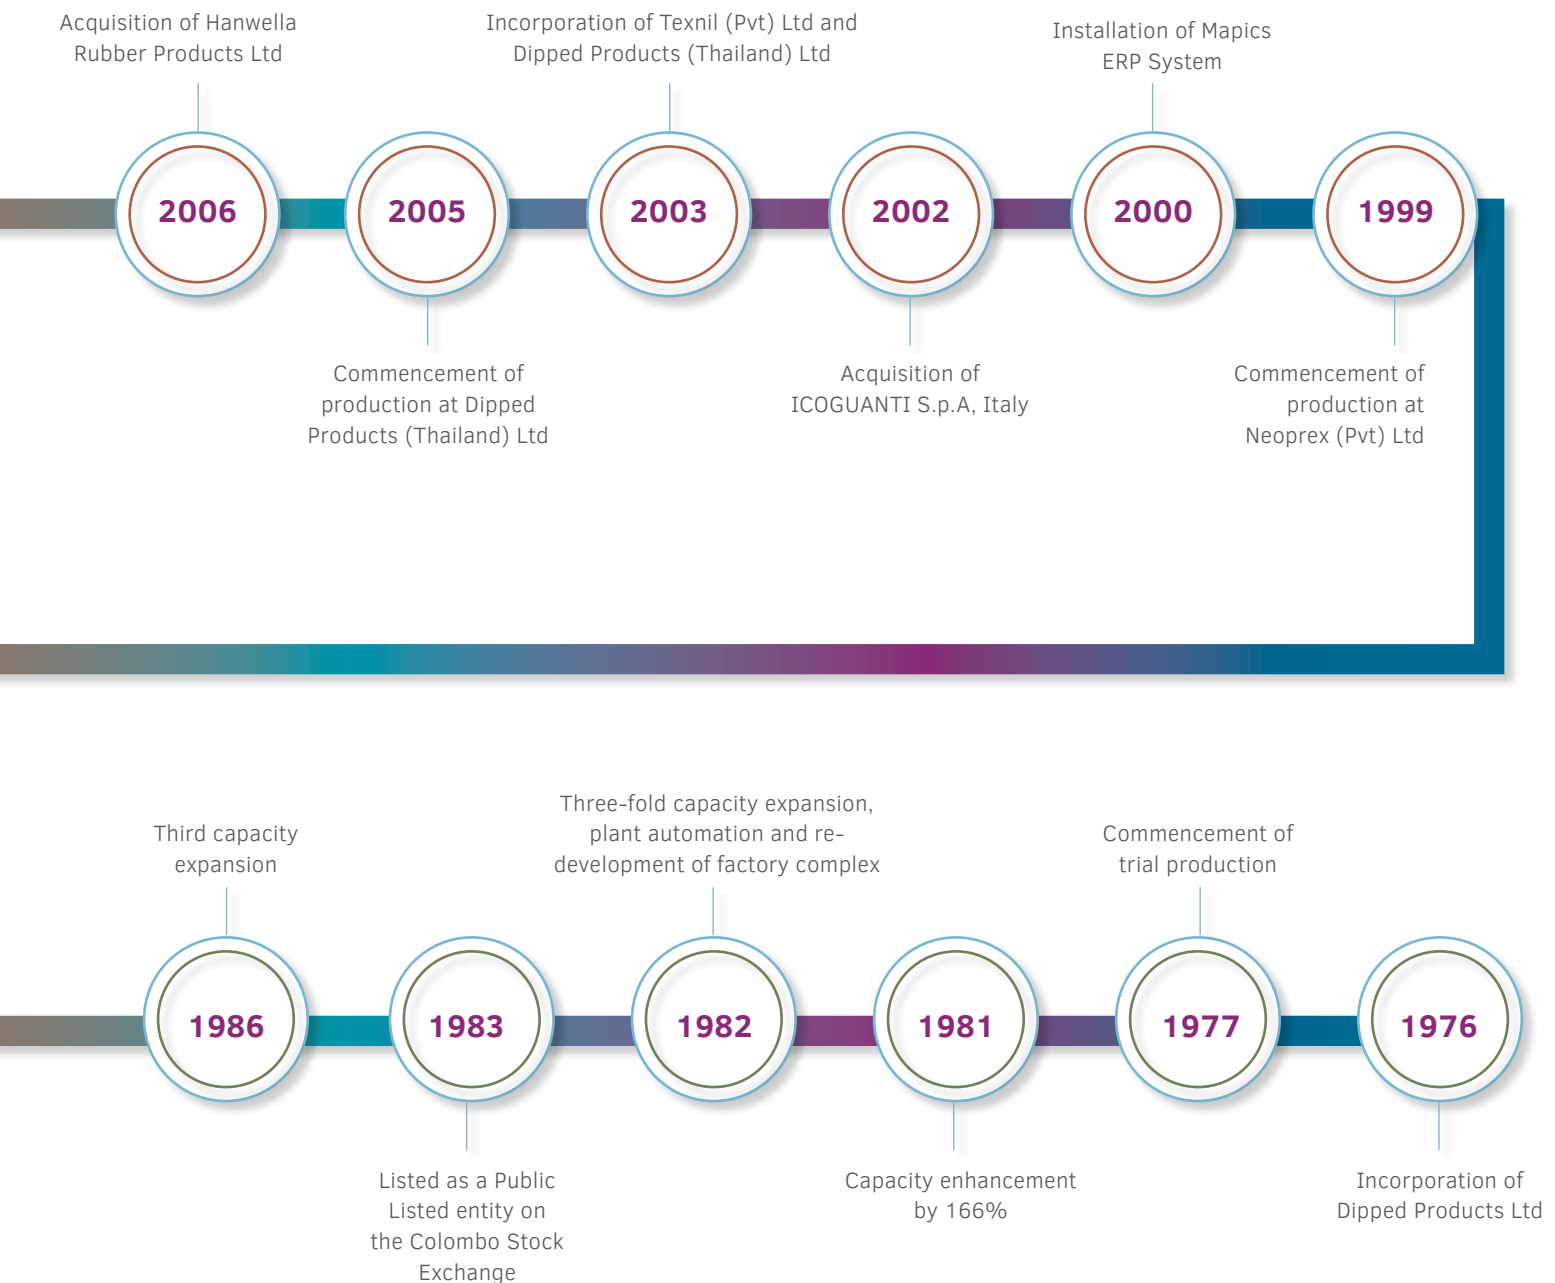 Acquisition of Hanwella
Rubber Products Ltd
Incorporation of Texnil (Pvt) Ltd and
Dipped Products (Thailand) Ltd
Installation of Mapics
ERP System
2006
2005
2003
2002
2000
1999
Commencement of
production at Dipped
Products (Thailand) Ltd
Acquisition of
ICOGUANTI S.p.A, Italy
Commencement of
production at
Neoprex (Pvt) Ltd
Third capacity
expansion
Three-fold capacity expansion,
plant automation and re-
development of factory complex
Commencement of
trial production
1986
1983
1982
1981
1977
1976
Listed as a Public
Listed entity on
the Colombo Stock
Exchange
Capacity enhancement
by 166%
Incorporation of
Dipped Products Ltd